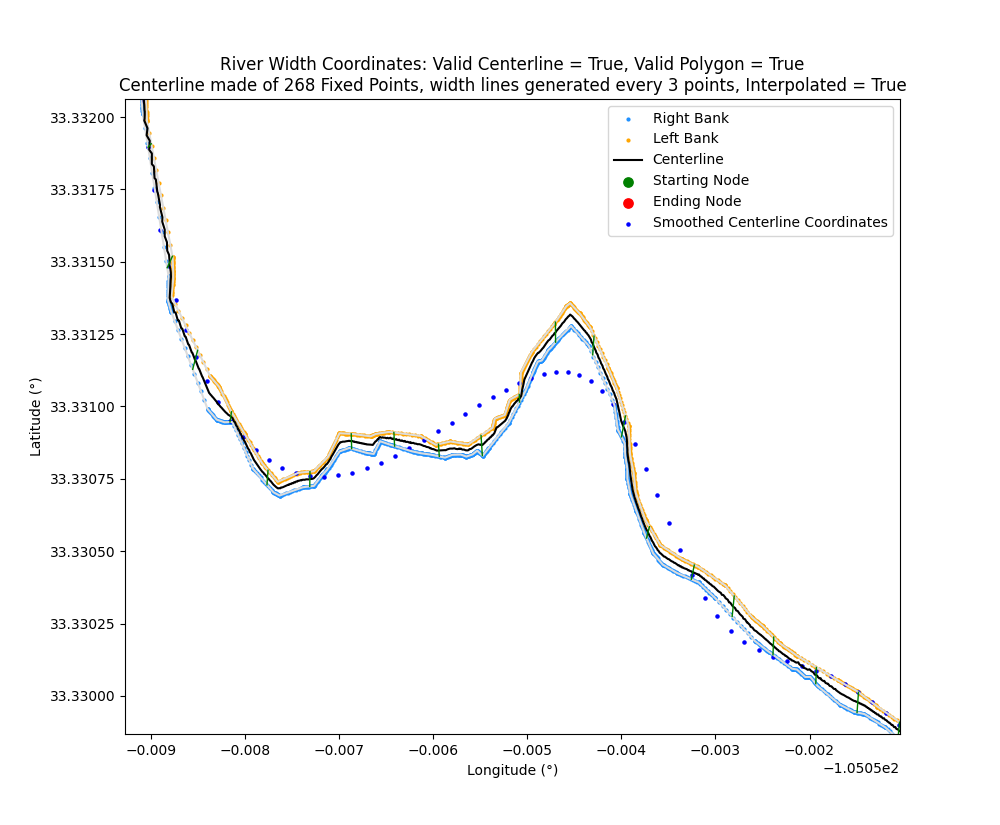 River Width Coordinates: Valid Centerline = True, Valid Polygon = True
Centerline made of 268 Fixed Points, width lines generated every 3 points, Interpolated = True
Right Bank
Left Bank
Centerline
Starting Node
Ending Node
Smoothed Centerline Coordinates
33.33200
33.33175
33.33150
33.33125
33.33100
33.33075
33.33050
33.33025
33.33000
Latitude (°)
−0.009
−0.008
−0.007
−0.006
−0.005
−0.004
−0.003
−0.002
−1.0505e2
Longitude (°)